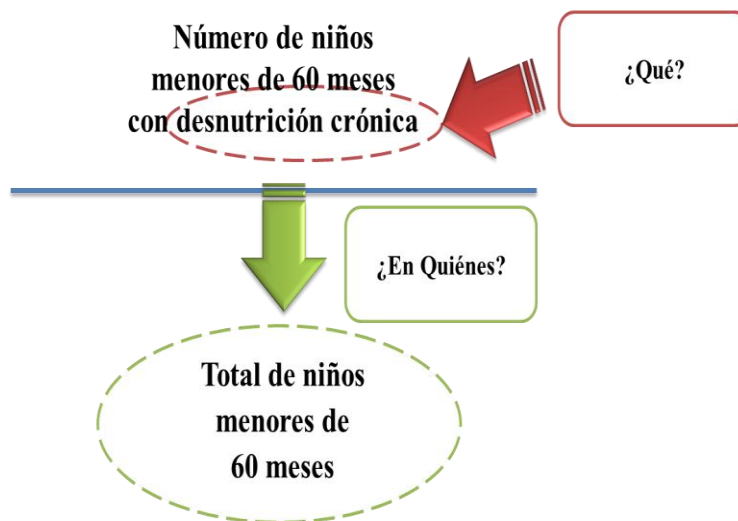 Número de niños
menores de 60 meses
con desnutrición crónica
¿Qué?
¿En Quiénes?
Total de niños
menores de
60 meses